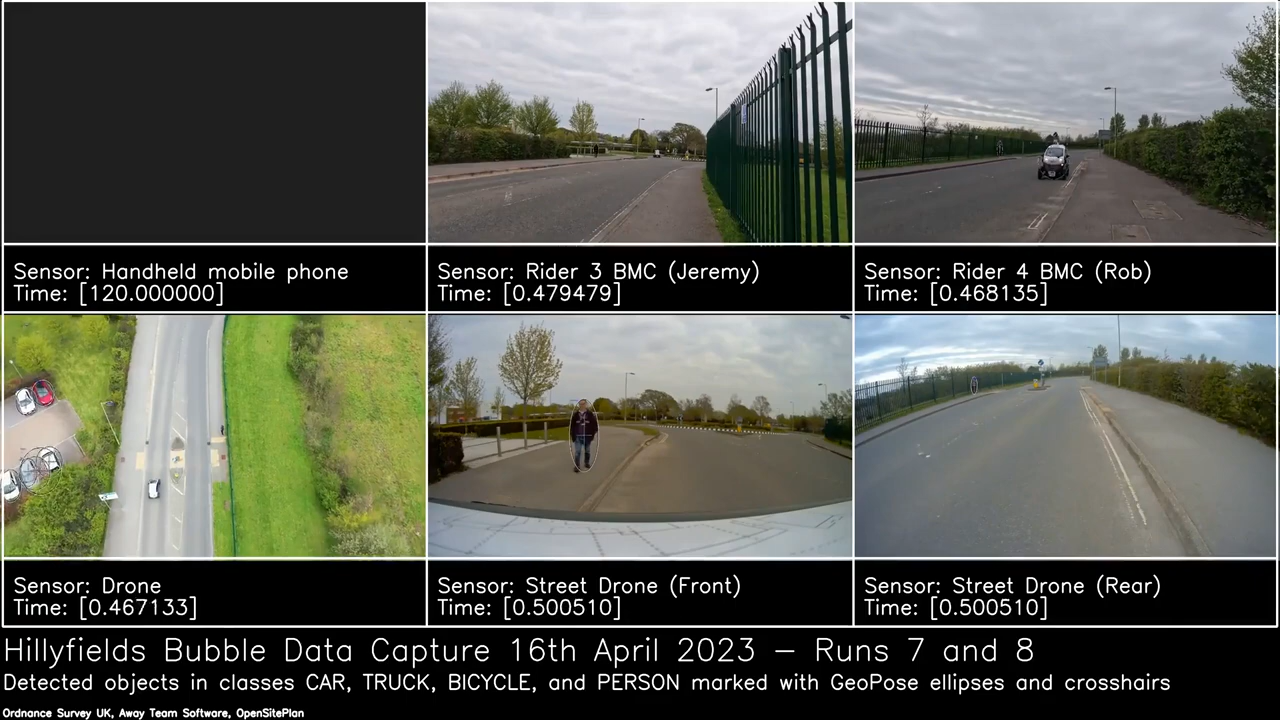 Sensor: Handheld mobile phone
Time: [120.000000]
Sensor: Rider 3 BMC (Jeremy)
Time: [0.479479]
Sensor: Rider 4 BMC (Rob)
Time: [0.468135]
Sensor: Drone
Time: [0.467133]
Sensor: Street Drone (Front)
Time: [0.500510]
Sensor: Street Drone (Rear)
Time: [0.500510]
Hillyfields Bubble Data Capture 16th April 2023 – Runs 7 and 8
Detected objects in classes CAR, TRUCK, BICYCLE, and PERSON marked with GeoPose ellipses and crosshairs
Ordnance Survey UK, Away Team Software, OpenSitePlan